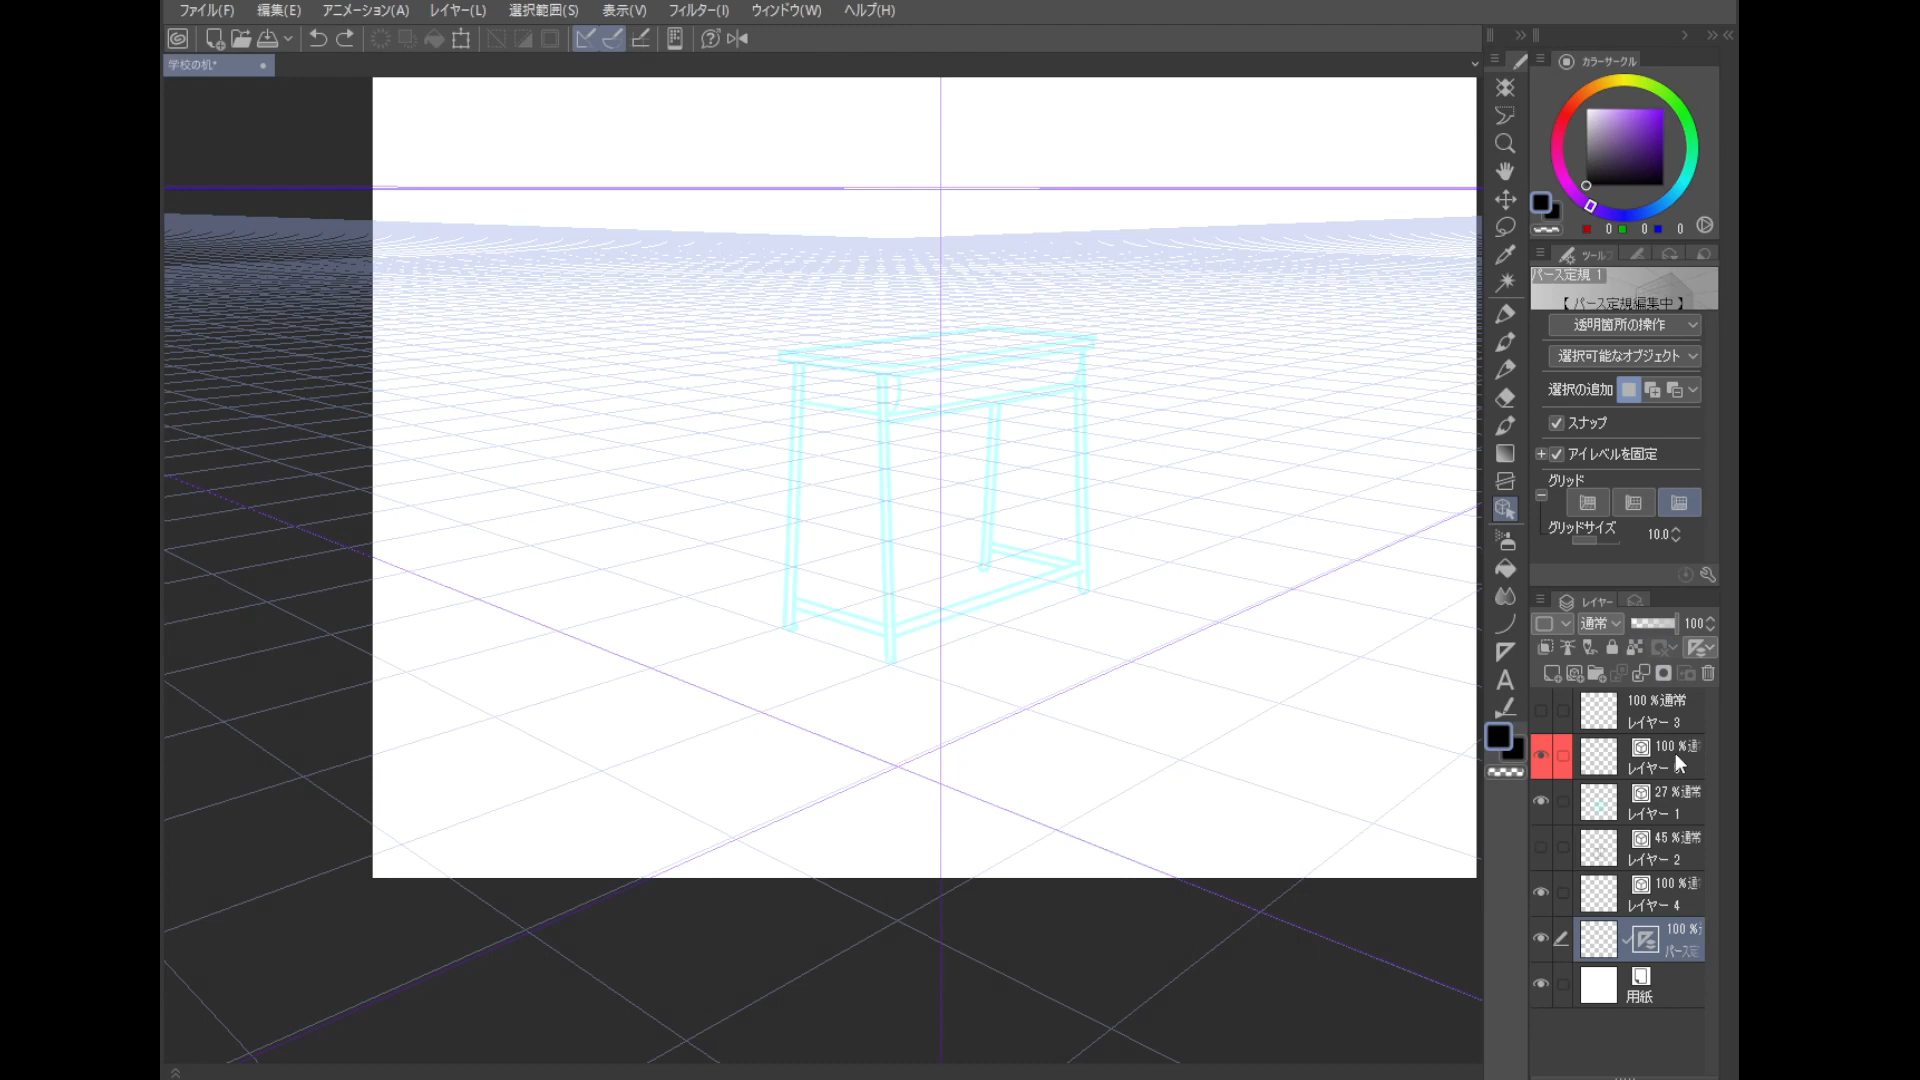 ファイル(F) 編集(E) アニメーション(A) レイヤー(L) 選択範囲(S) 表示(V) フィルター(I) ウィンドウ(W) ヘルプ(H)
学校の机*
カラーサークル
0 0 0
ツール
パース定規 1
【 パース定規編集中 】
透明箇所の操作
選択可能なオブジェクト
選択の追加
スナップ
アイレベルを固定
グリッド
グリッドサイズ 10.0
レイヤー
通常 100
100 %通常
レイヤー 3
100 %通
レイヤー
27 %通常
レイヤー 1
45 %通常
レイヤー 2
100 %通
レイヤー 4
100 %
パース定
用紙